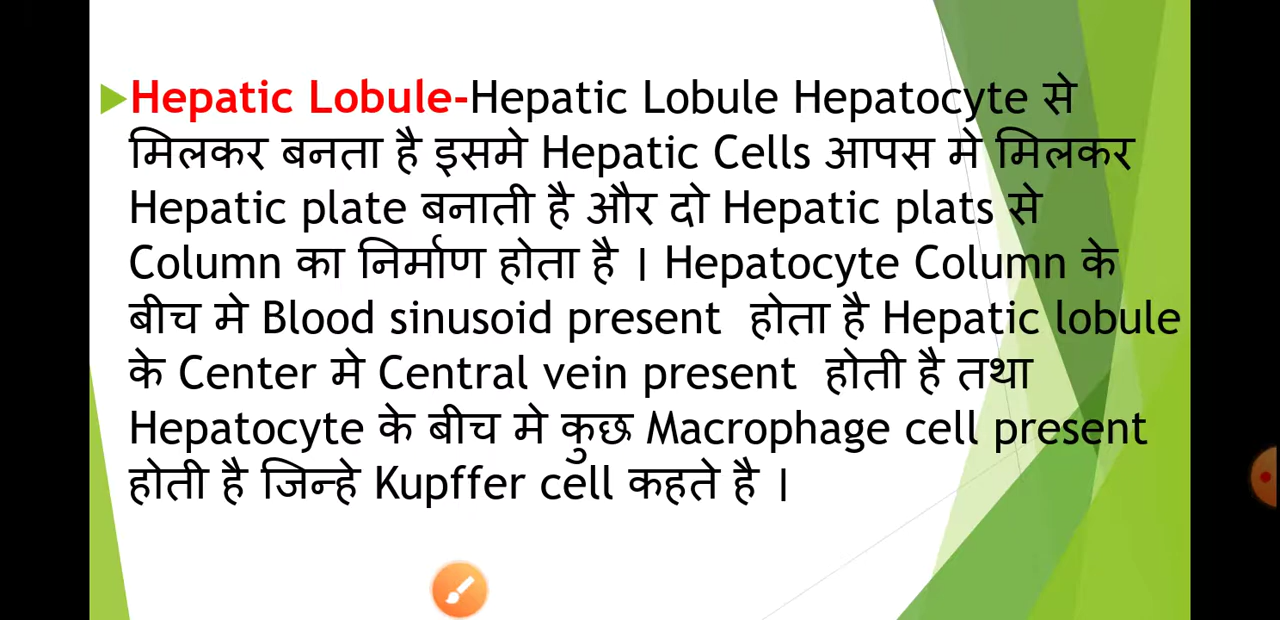 Hepatic Lobule-Hepatic Lobule Hepatocyte से
मिलकर बनता है इसमे Hepatic Cells आपस मे मिलकर
Hepatic plate बनाती है और दो Hepatic plats से
Column का निर्माण होता है । Hepatocyte Column के
बीच मे Blood sinusoid present होता है Hepatic lobule
के Center मे Central vein present होती है तथा
Hepatocyte के बीच मे कुछ Macrophage cell present
होती है जिन्हे Kupffer cell कहते है ।